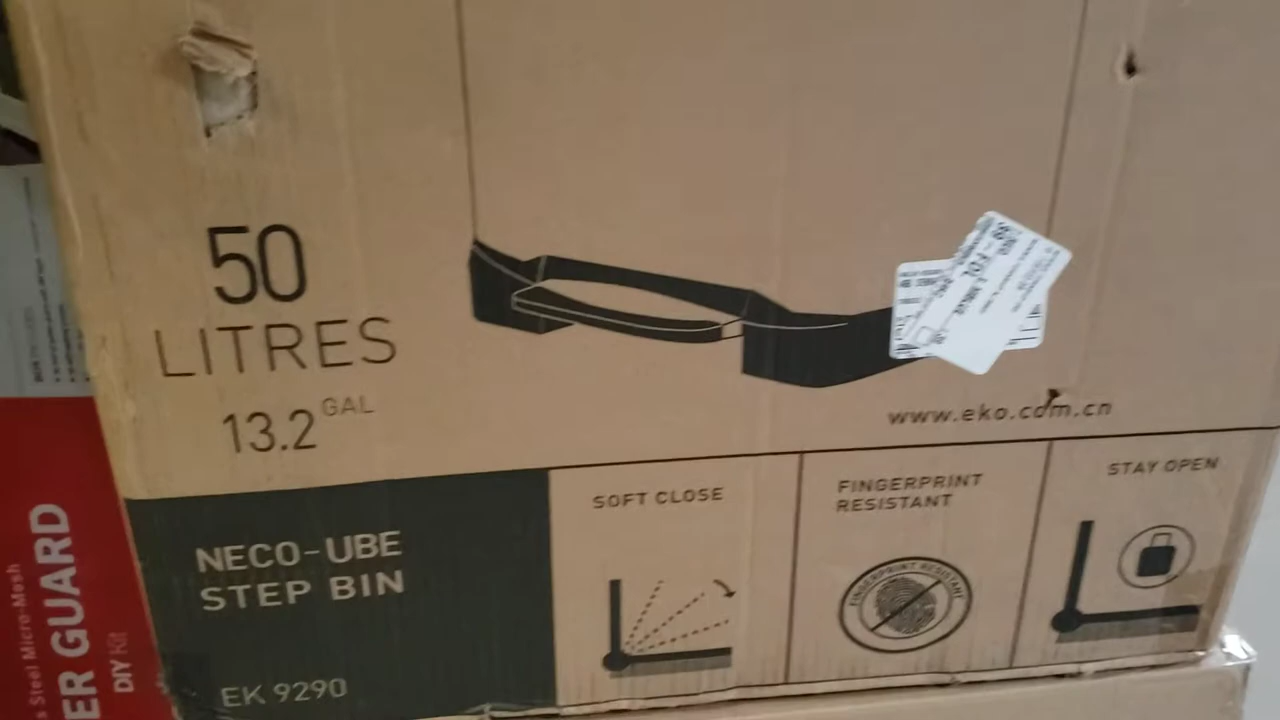 50
LITRES
13.2 GAL
www.eko.com.cn
NECO-UBE
STEP BIN
EK 9290
SOFT CLOSE
FINGERPRINT
RESISTANT
FINGERPRINT RESISTANT
STAY OPEN
Steel Micro-Mesh
ER GUARD
DIY Kit